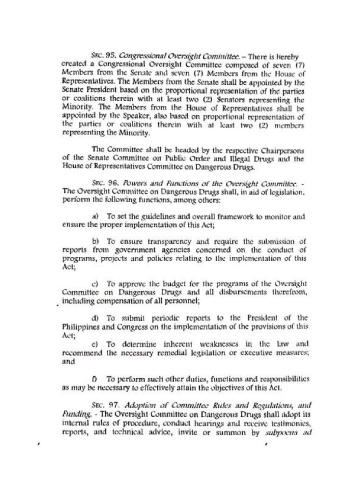 SEC. 95. Congressional Oversight Committee. – There is hereby
created a Congressional Oversight Committee composed of seven (7)
Members from the Senate and seven (7) Members from the House of
Representatives. The Members from the Senate shall be appointed by the
Senate President based on the proportional representation of the parties
or coalitions therein with at least two (2) Senators representing the
Minority. The Members from the House of Representatives shall be
appointed by the Speaker, also based on proportional representation of
the parties or coalitions therein with at least two (2) members
representing the Minority.
The Committee shall be headed by the respective Chairpersons
of the Senate Committee on Public Order and Illegal Drugs and the
House of Representatives Committee on Dangerous Drugs.
SEC. 96. Powers and Functions of the Oversight Committee. -
The Oversight Committee on Dangerous Drugs shall, in aid of legislation,
perform the following functions, among others:
a) To set the guidelines and overall framework to monitor and
ensure the proper implementation of this Act;
b) To ensure transparency and require the submission of
reports from government agencies concerned on the conduct of
programs, projects and policies relating to the implementation of this
Act;
c) To approve the budget for the programs of the Oversight
Committee on Dangerous Drugs and all disbursements therefrom,
including compensation of all personnel;
d) To submit periodic reports to the President of the
Philippines and Congress on the implementation of the provisions of this
Act;
e) To determine inherent weaknesses in the law and
recommend the necessary remedial legislation or executive measures;
and
f) To perform such other duties, functions and responsibilities
as may be necessary to effectively attain the objectives of this Act.
SEC. 97. Adoption of Committee Rules and Regulations, and
Funding. - The Oversight Committee on Dangerous Drugs shall adopt its
internal rules of procedure, conduct hearings and receive testimonies,
reports, and technical advice, invite or summon by subpoena ad